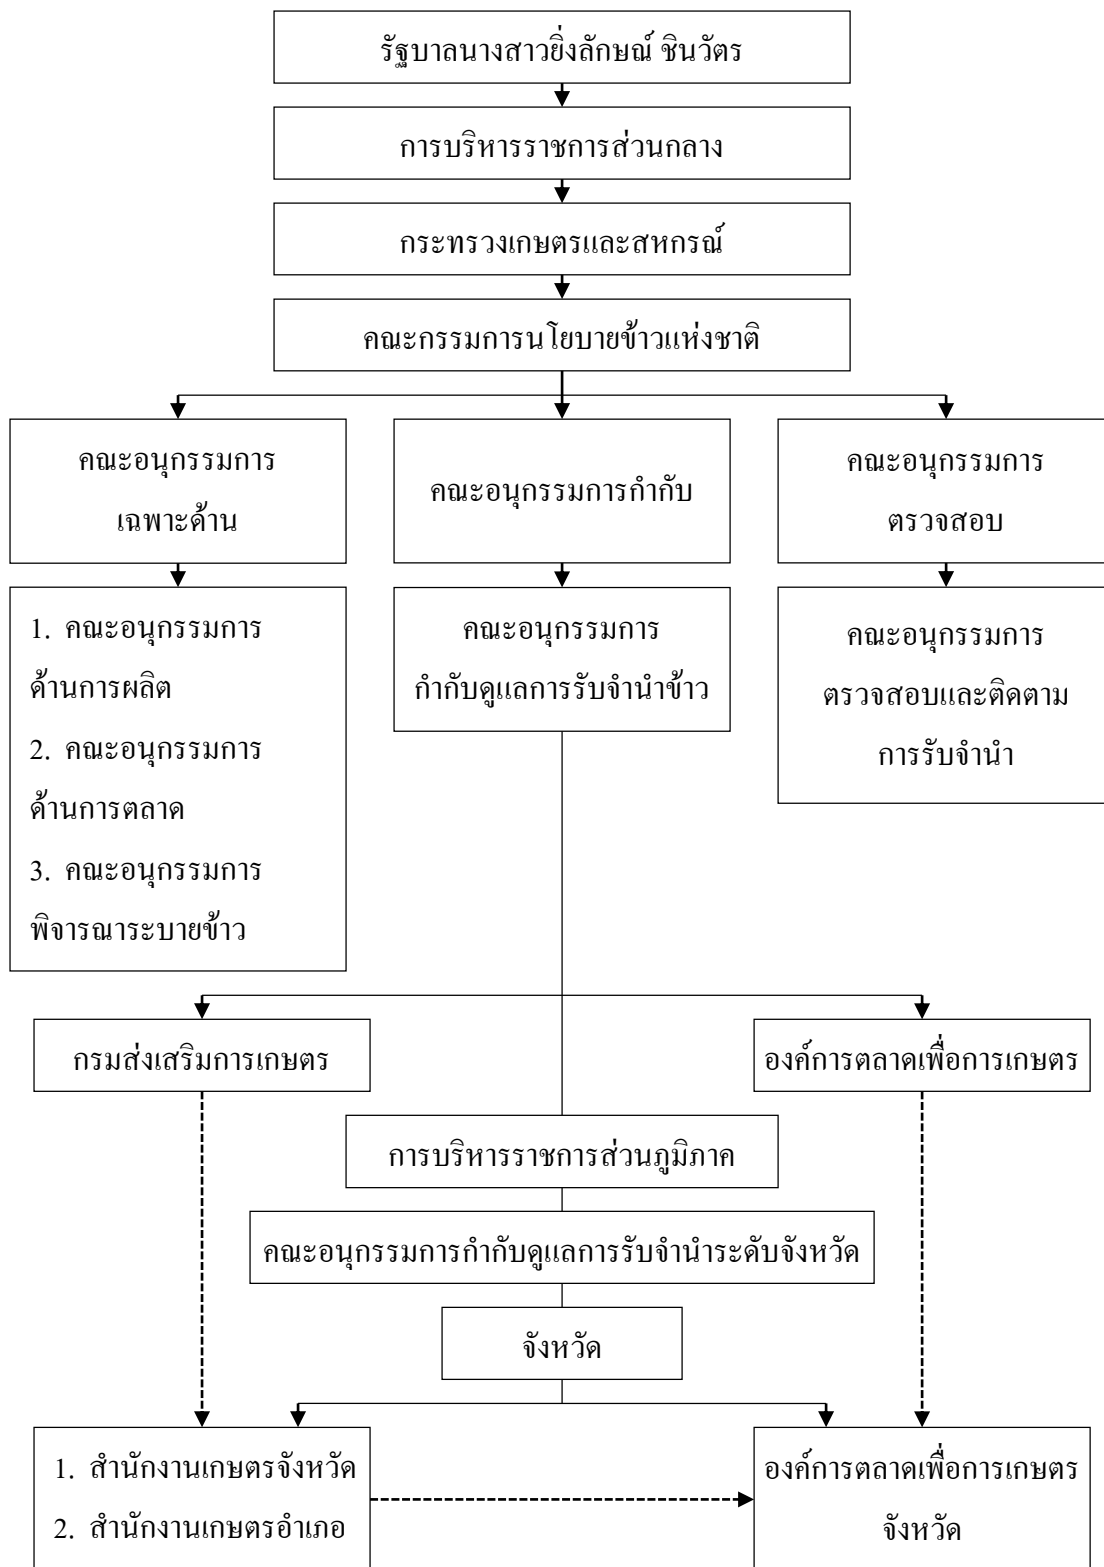 รัฐบาลนางสาวยิ่งลักษณ์ ชินวัตร
การบริหารราชการส่วนกลาง
กระทรวงเกษตรและสหกรณ์
คณะกรรมการนโยบายข้าวแห่งชาติ
คณะอนุกรรมการ
เฉพาะด้าน
คณะอนุกรรมการกำกับ
คณะอนุกรรมการ
ตรวจสอบ
1. คณะอนุกรรมการ
ด้านการผลิต
2. คณะอนุกรรมการ
ด้านการตลาด
3. คณะอนุกรรมการ
พิจารณาระบายข้าว
คณะอนุกรรมการ
กำกับดูแลการรับจำนำข้าว
คณะอนุกรรมการ
ตรวจสอบและติดตาม
การรับจำนำ
กรมส่งเสริมการเกษตร
องค์การตลาดเพื่อการเกษตร
การบริหารราชการส่วนภูมิภาค
คณะอนุกรรมการกำกับดูแลการรับจำนำระดับจังหวัด
จังหวัด
1. สำนักงานเกษตรจังหวัด
2. สำนักงานเกษตรอำเภอ
องค์การตลาดเพื่อการเกษตร
จังหวัด